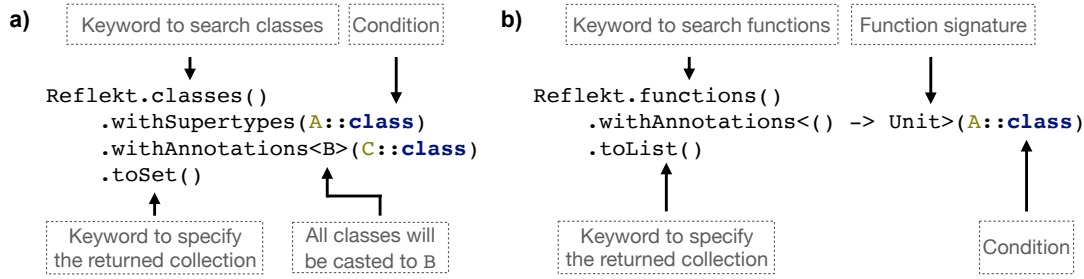 a)
Keyword to search classes
Condition
Reflekt.classes()
.withSupertypes(A::class)
.withAnnotations<B>(C::class)
.toSet()
Keyword to specify
the returned collection
All classes will
be casted to B
b)
Keyword to search functions
Function signature
Reflekt.functions()
.withAnnotations<() -> Unit>(A::class)
.toList()
Keyword to specify
the returned collection
Condition